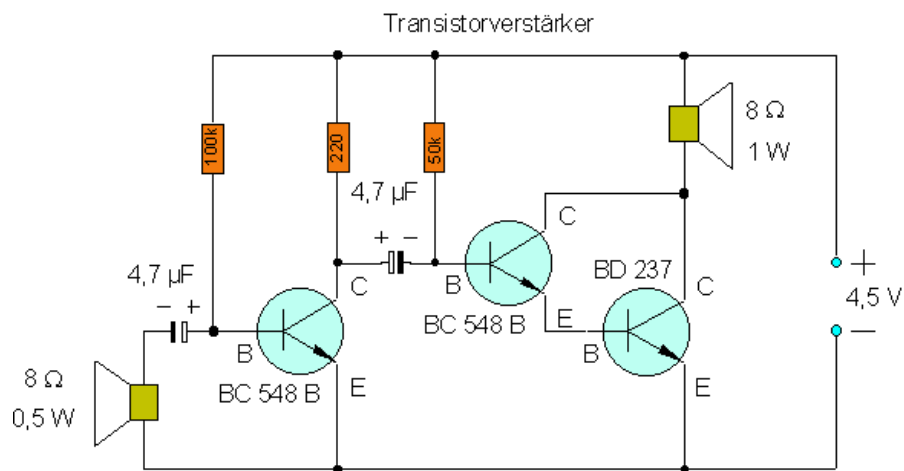 Transistorverstärker
100k
220
50k
8 Ω
1 W
4,7 µF
+ −
C
B
E
BC 548 B
4,7 µF
− +
C
B
E
BC 548 B
BD 237
C
B
E
+
4,5 V
−
8 Ω
0,5 W